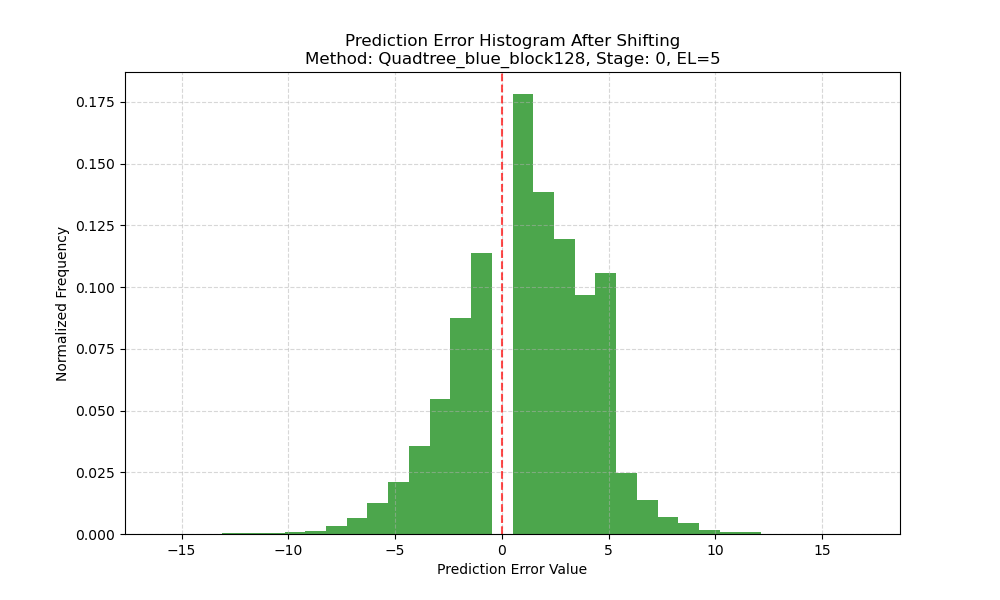 Prediction Error Histogram After Shifting
Method: Quadtree_blue_block128, Stage: 0, EL=5
Normalized Frequency
0.175
0.150
0.125
0.100
0.075
0.050
0.025
0.000
−15 −10 −5 0 5 10 15
Prediction Error Value